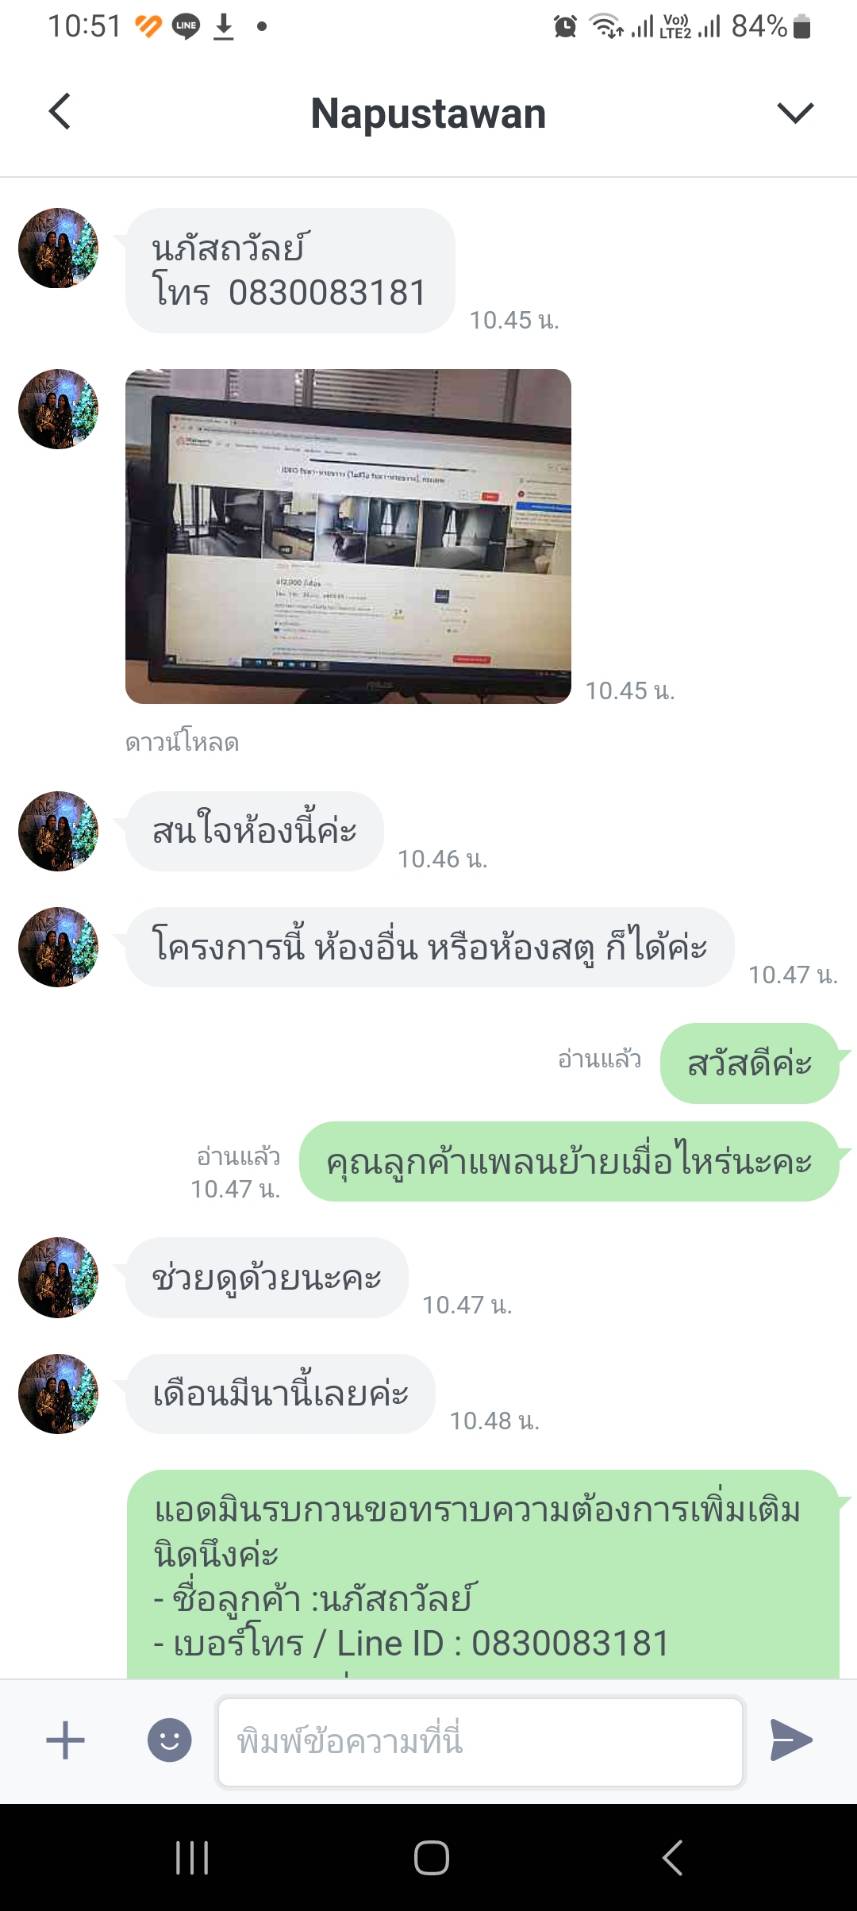 10:51
LINE
Vo))
LTE2
84%
Napustawan
นภัสถวัลย์
โทร 0830083181
10.45 น.
IDEO
฿12,000
10.45 น.
ดาวน์โหลด
สนใจห้องนี้ค่ะ
10.46 น.
โครงการนี้ ห้องอื่น หรือห้องสตู ก็ได้ค่ะ
10.47 น.
อ่านแล้ว
สวัสดีค่ะ
อ่านแล้ว
10.47 น.
คุณลูกค้าแพลนย้ายเมื่อไหร่นะคะ
ช่วยดูด้วยนะคะ
10.47 น.
เดือนมีนานี้เลยค่ะ
10.48 น.
แอดมินรบกวนขอทราบความต้องการเพิ่มเติม
นิดนึงค่ะ
- ชื่อลูกค้า :นภัสถวัลย์
- เบอร์โทร / Line ID : 0830083181
พิมพ์ข้อความที่นี่